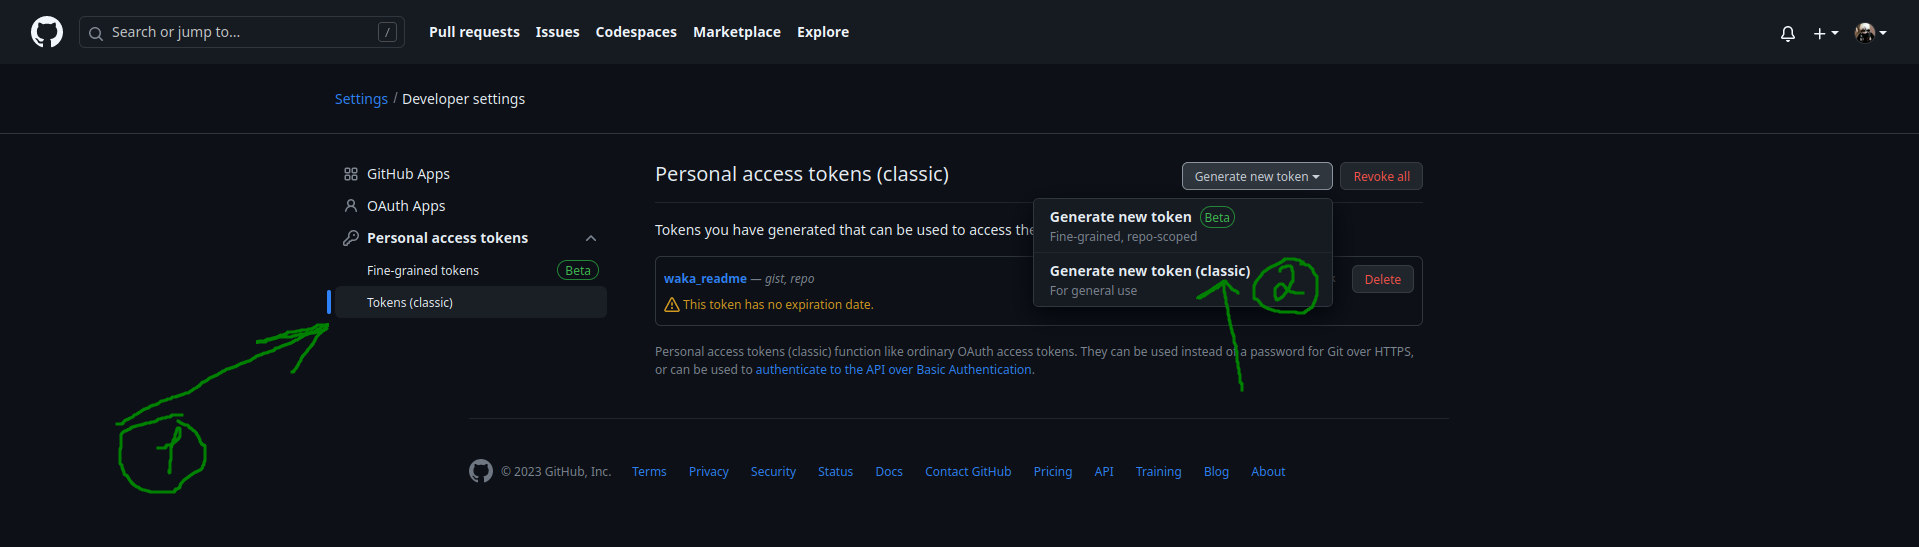 Search or jump to... /
Pull requests Issues Codespaces Marketplace Explore
Settings / Developer settings
GitHub Apps
OAuth Apps
Personal access tokens
Fine-grained tokens Beta
Tokens (classic)
1
Personal access tokens (classic)
Generate new token Revoke all
Tokens you have generated that can be used to access the
Generate new token Beta
Fine-grained, repo-scoped
Generate new token (classic)
For general use
2
waka_readme — gist, repo
Delete
This token has no expiration date.
Personal access tokens (classic) function like ordinary OAuth access tokens. They can be used instead of a password for Git over HTTPS,
or can be used to authenticate to the API over Basic Authentication.
© 2023 GitHub, Inc. Terms Privacy Security Status Docs Contact GitHub Pricing API Training Blog About